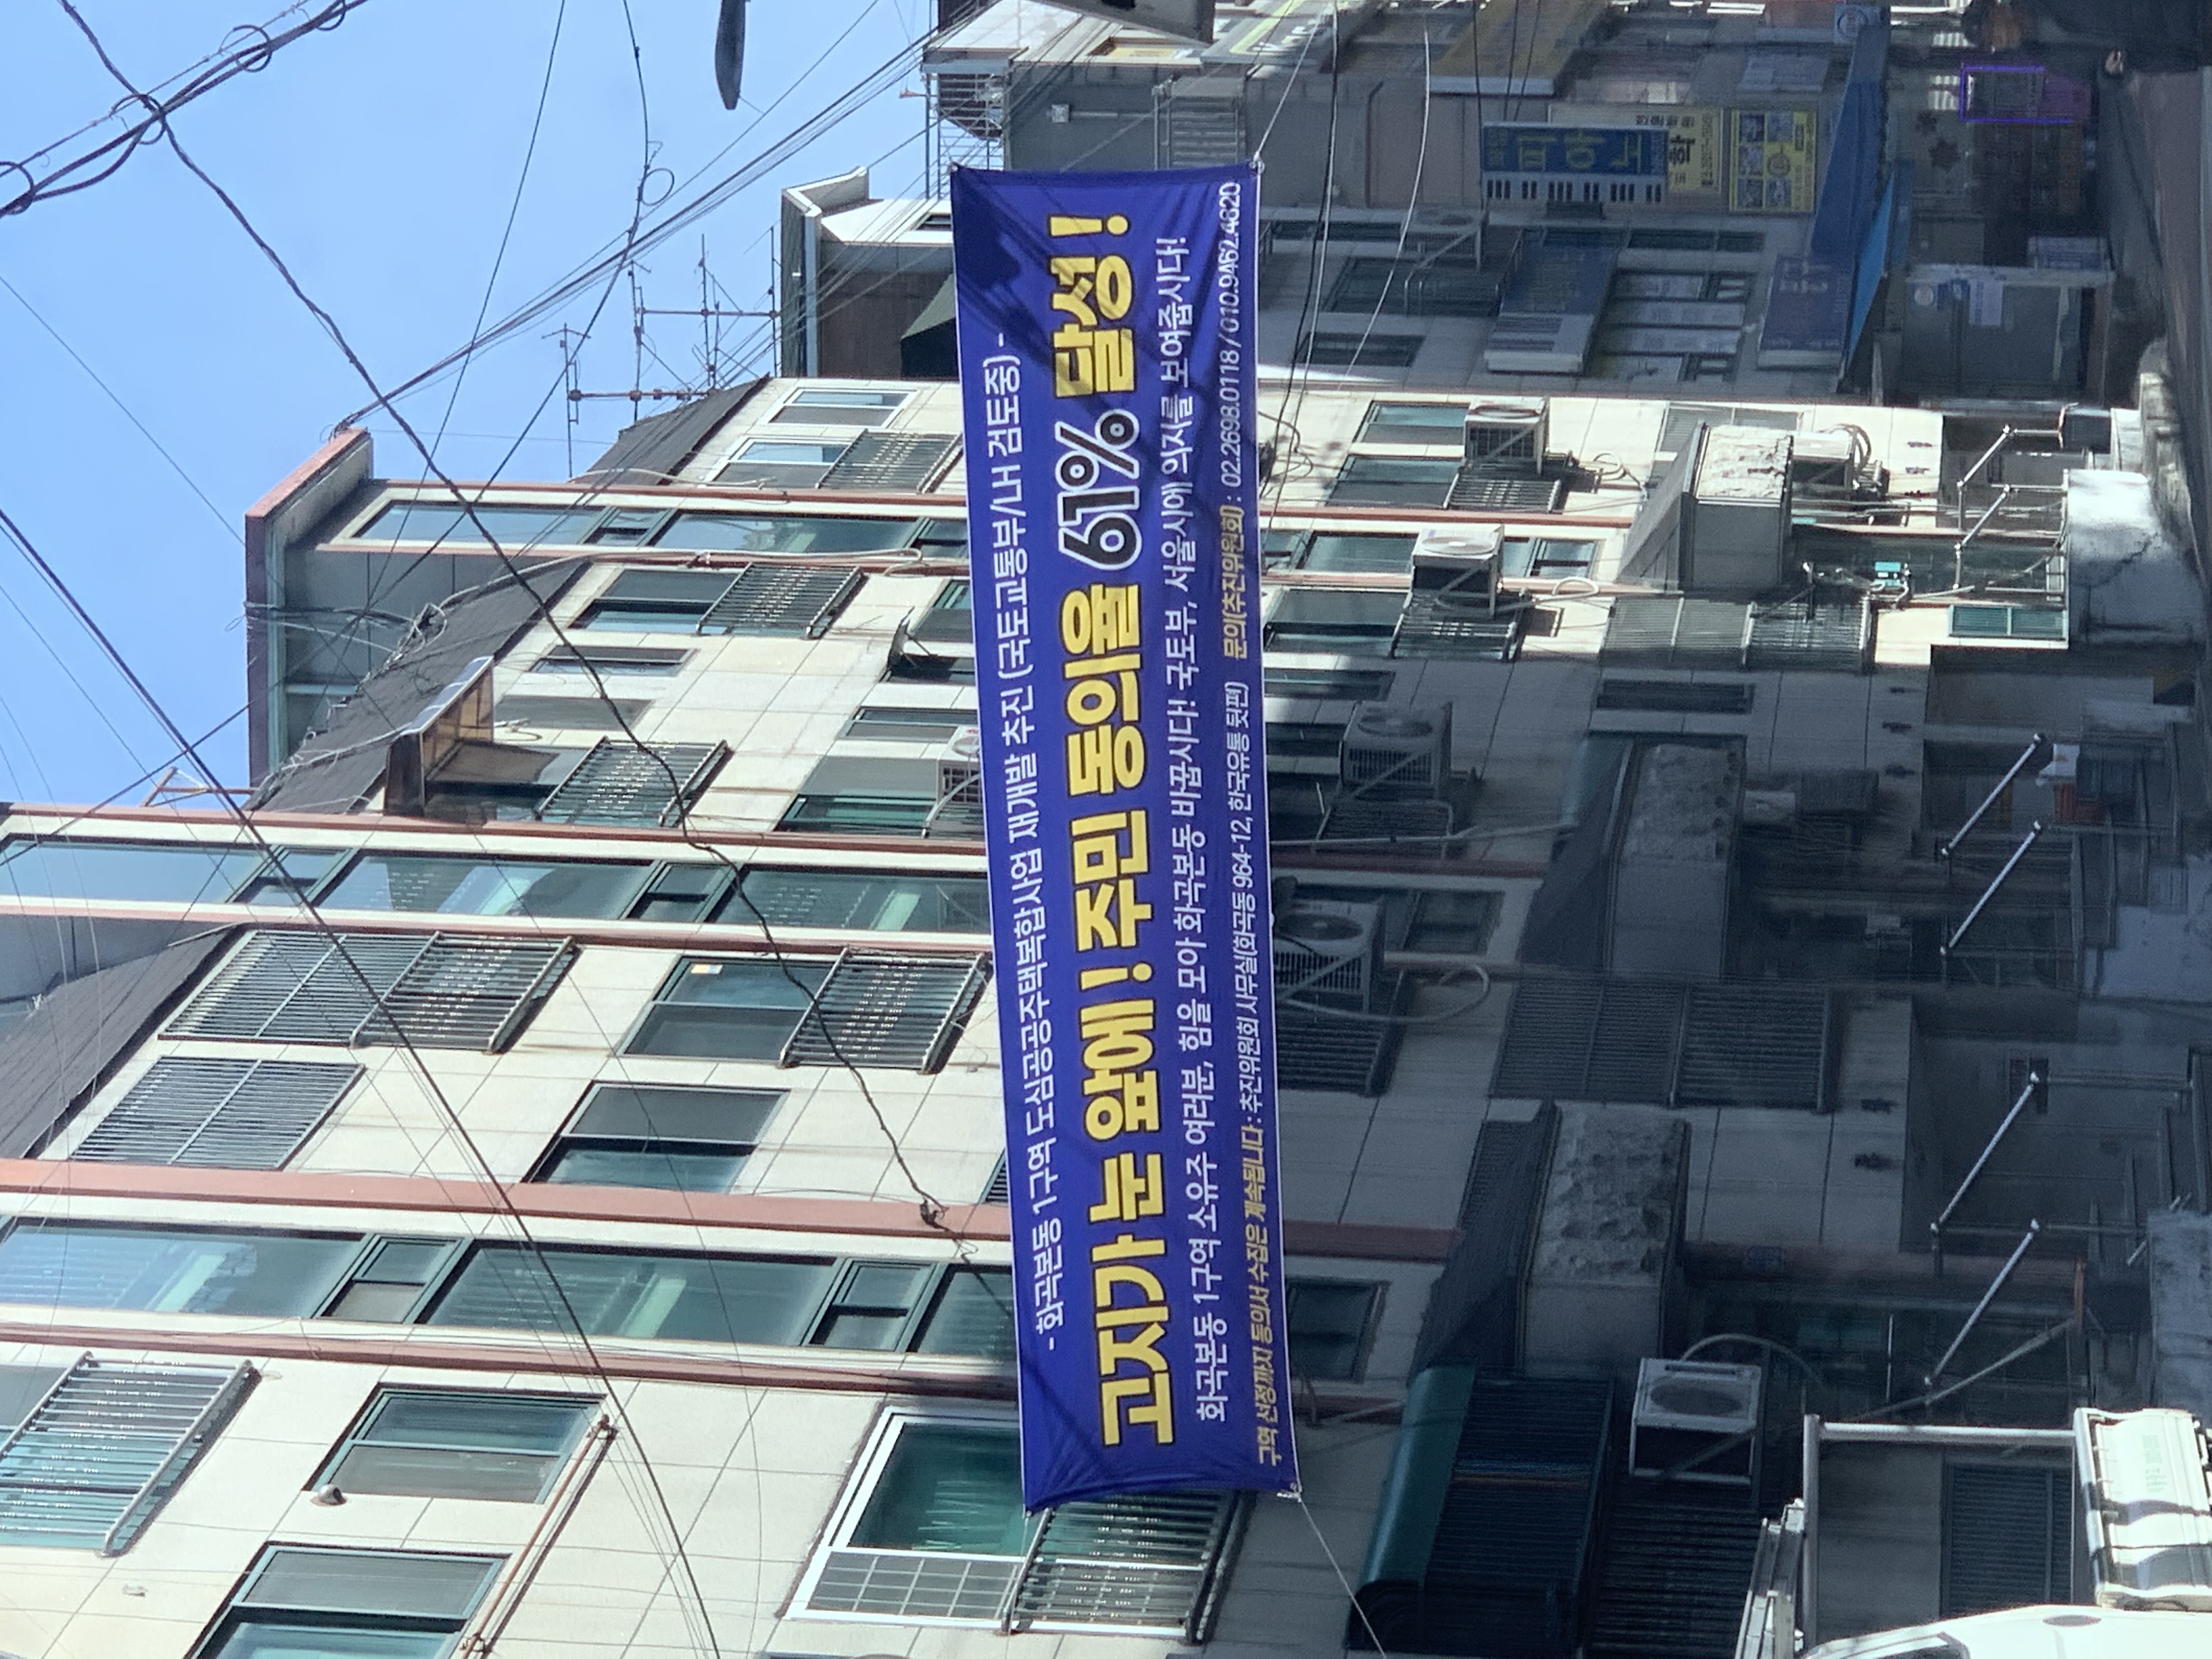 - 화곡본동 1구역 도심공공주택복합사업 재개발 추진 (국토교통부/LH 검토중) -
고지가 눈 앞에! 주민 동의율 61% 달성!
화곡본동 1구역 소유주 여러분, 힘을 모아 화곡본동 바꿉시다! 국토부, 서울시에 의지를 보여줍시다!
구역 선정까지 동의서 수집은 계속됩니다 : 추진위원회 사무실(화곡동 964-12, 한국유통 뒷편) 문의(추진위원회) : 02.2698.0118 / 010.9462.4620
피아노